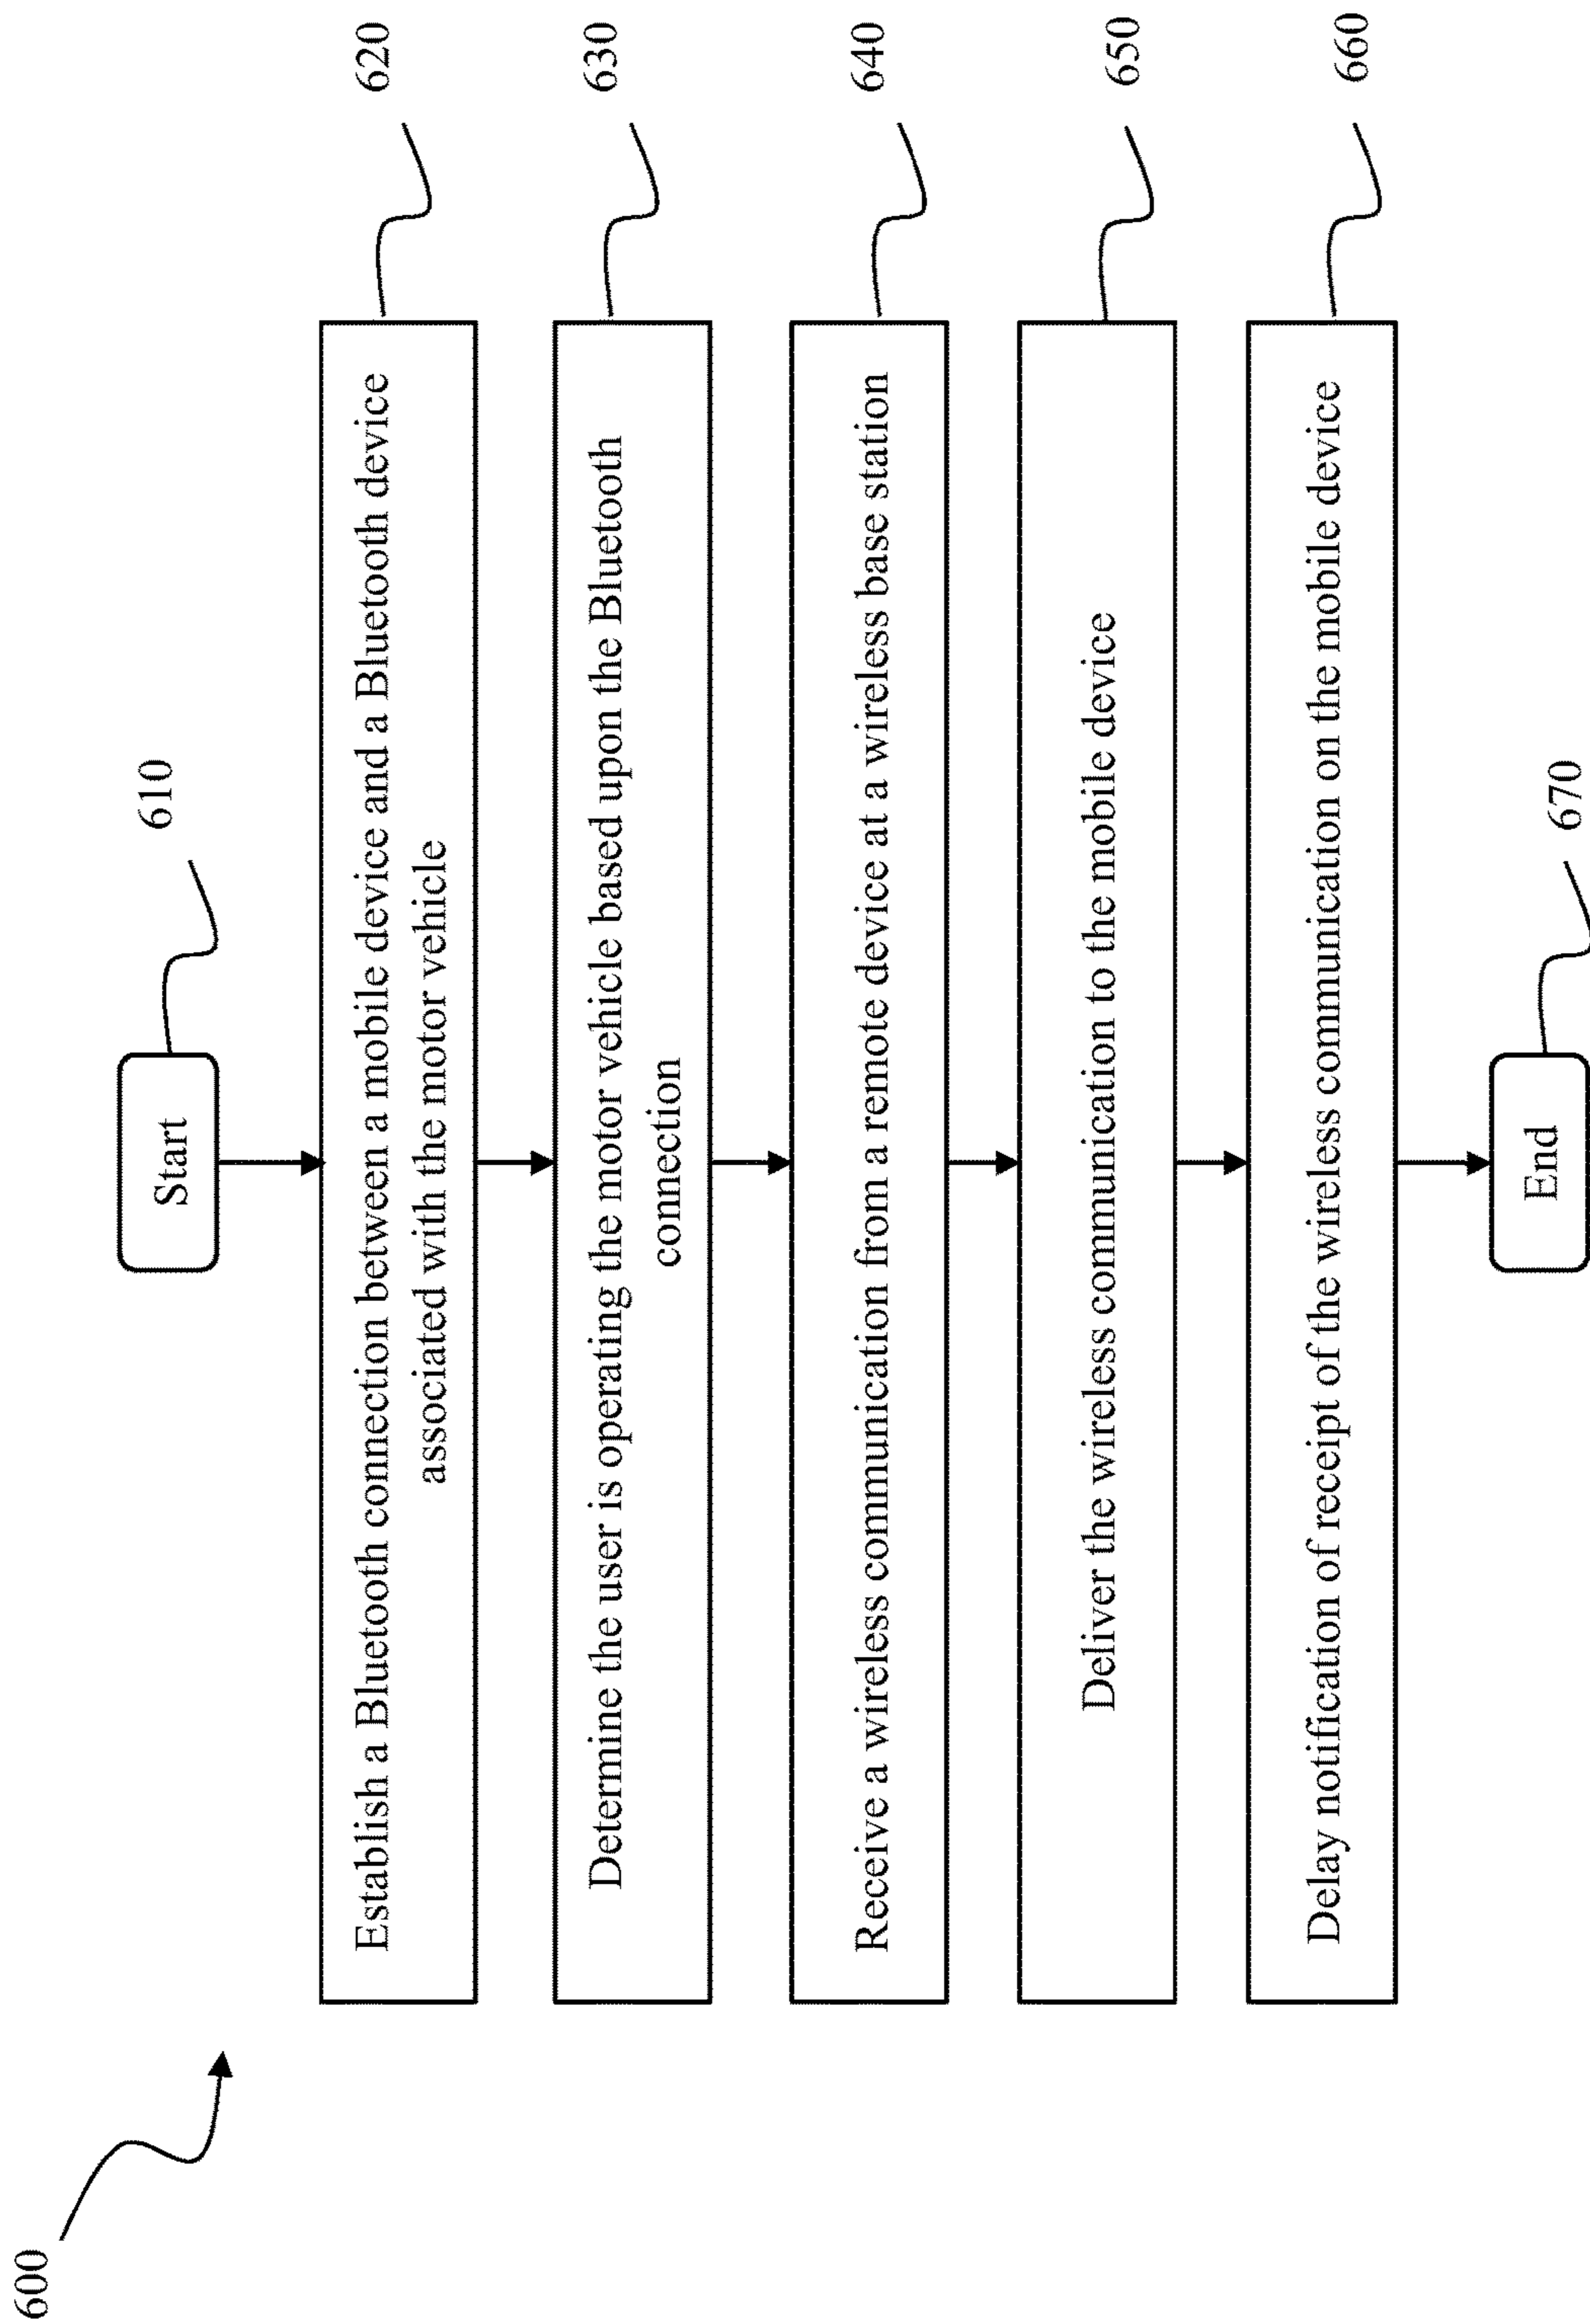 600
Start
610
Establish a Bluetooth connection between a mobile device and a Bluetooth device
associated with the motor vehicle
620
Determine the user is operating the motor vehicle based upon the Bluetooth
connection
630
Receive a wireless communication from a remote device at a wireless base station
640
Deliver the wireless communication to the mobile device
650
Delay notification of receipt of the wireless communication on the mobile device
660
End
670